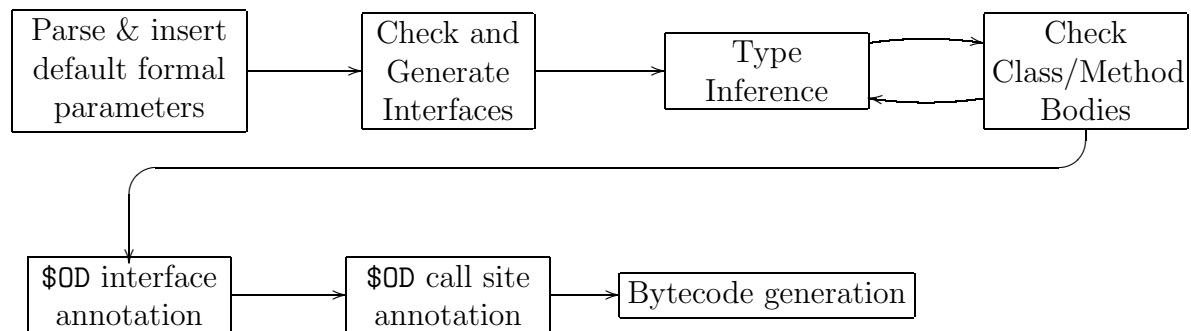 Parse & insert
default formal
parameters
Check and
Generate
Interfaces
Type
Inference
Check
Class/Method
Bodies
$OD interface
annotation
$OD call site
annotation
Bytecode generation